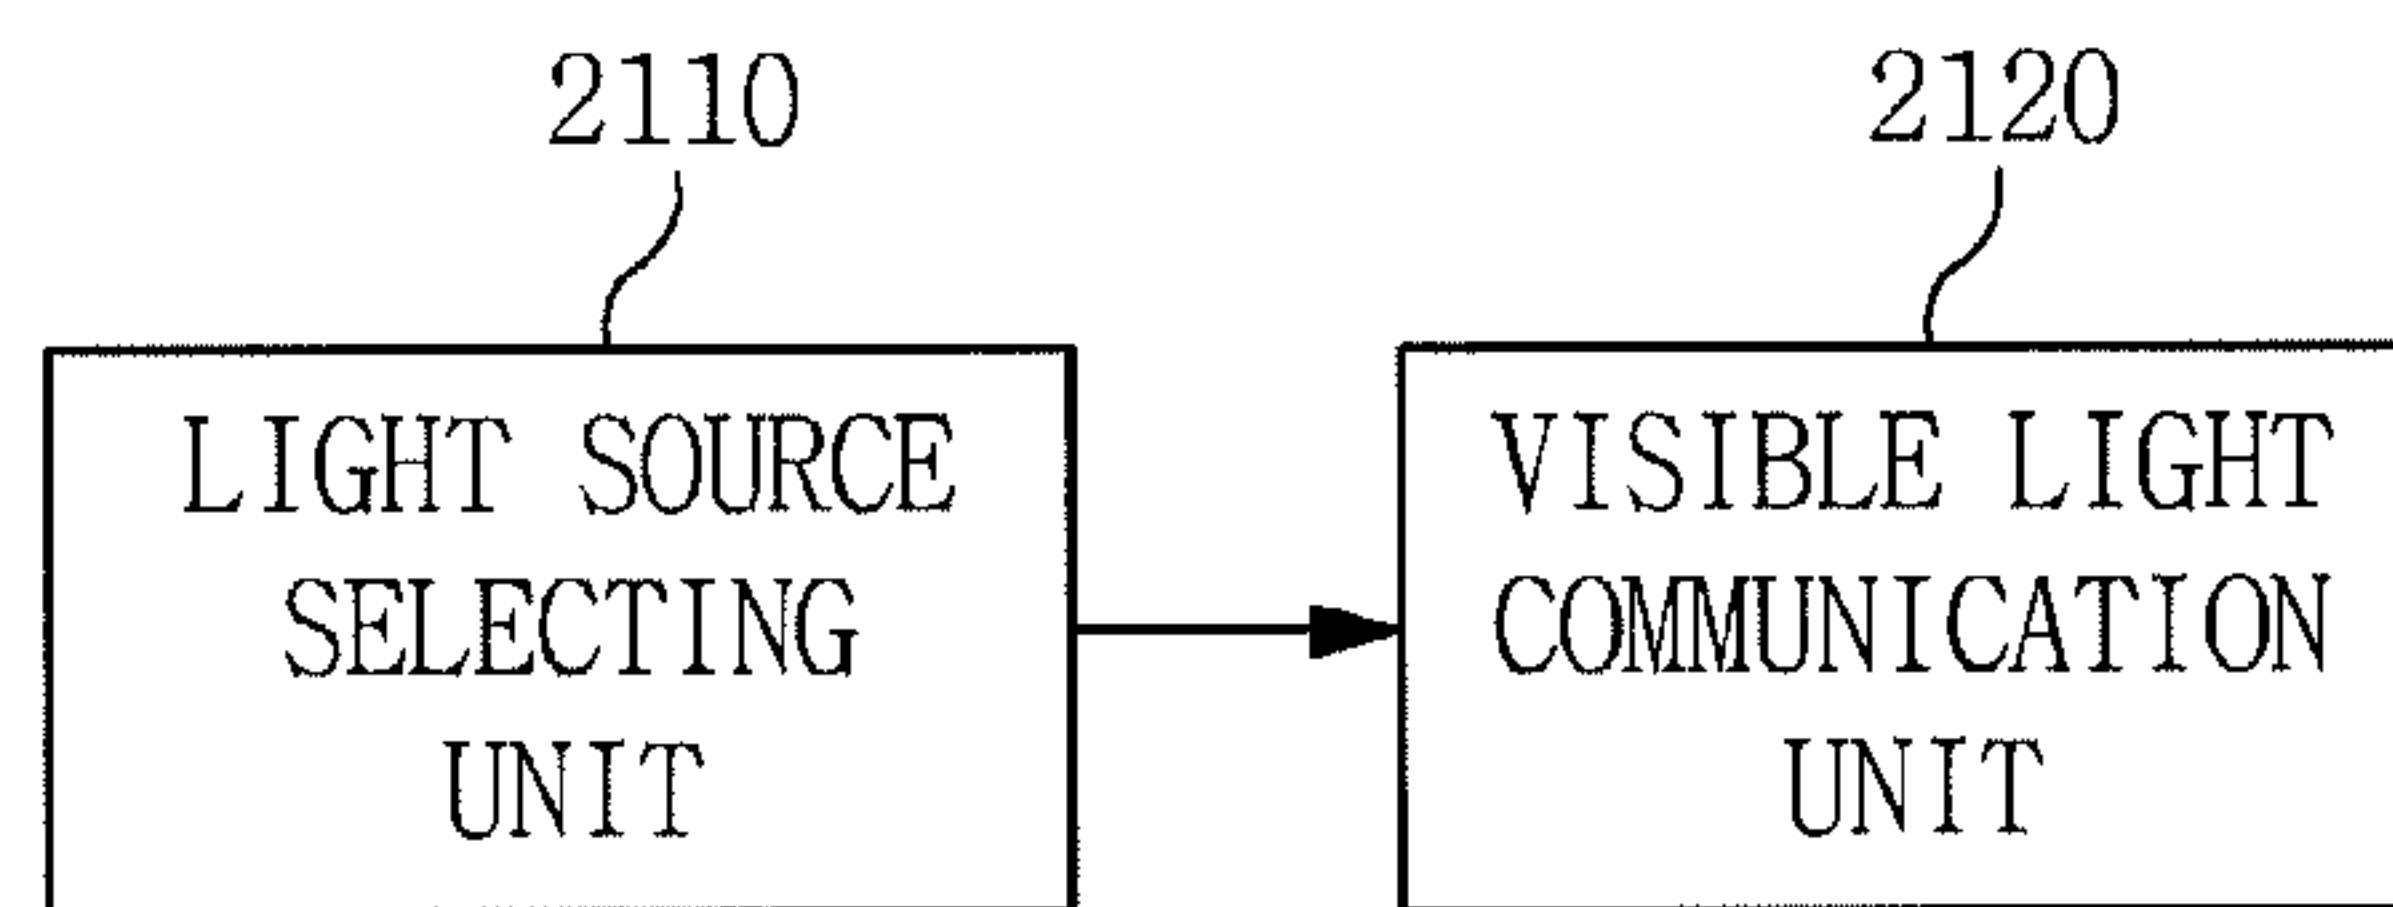 2110
2120
LIGHT SOURCE
SELECTING
UNIT
VISIBLE LIGHT
COMMUNICATION
UNIT